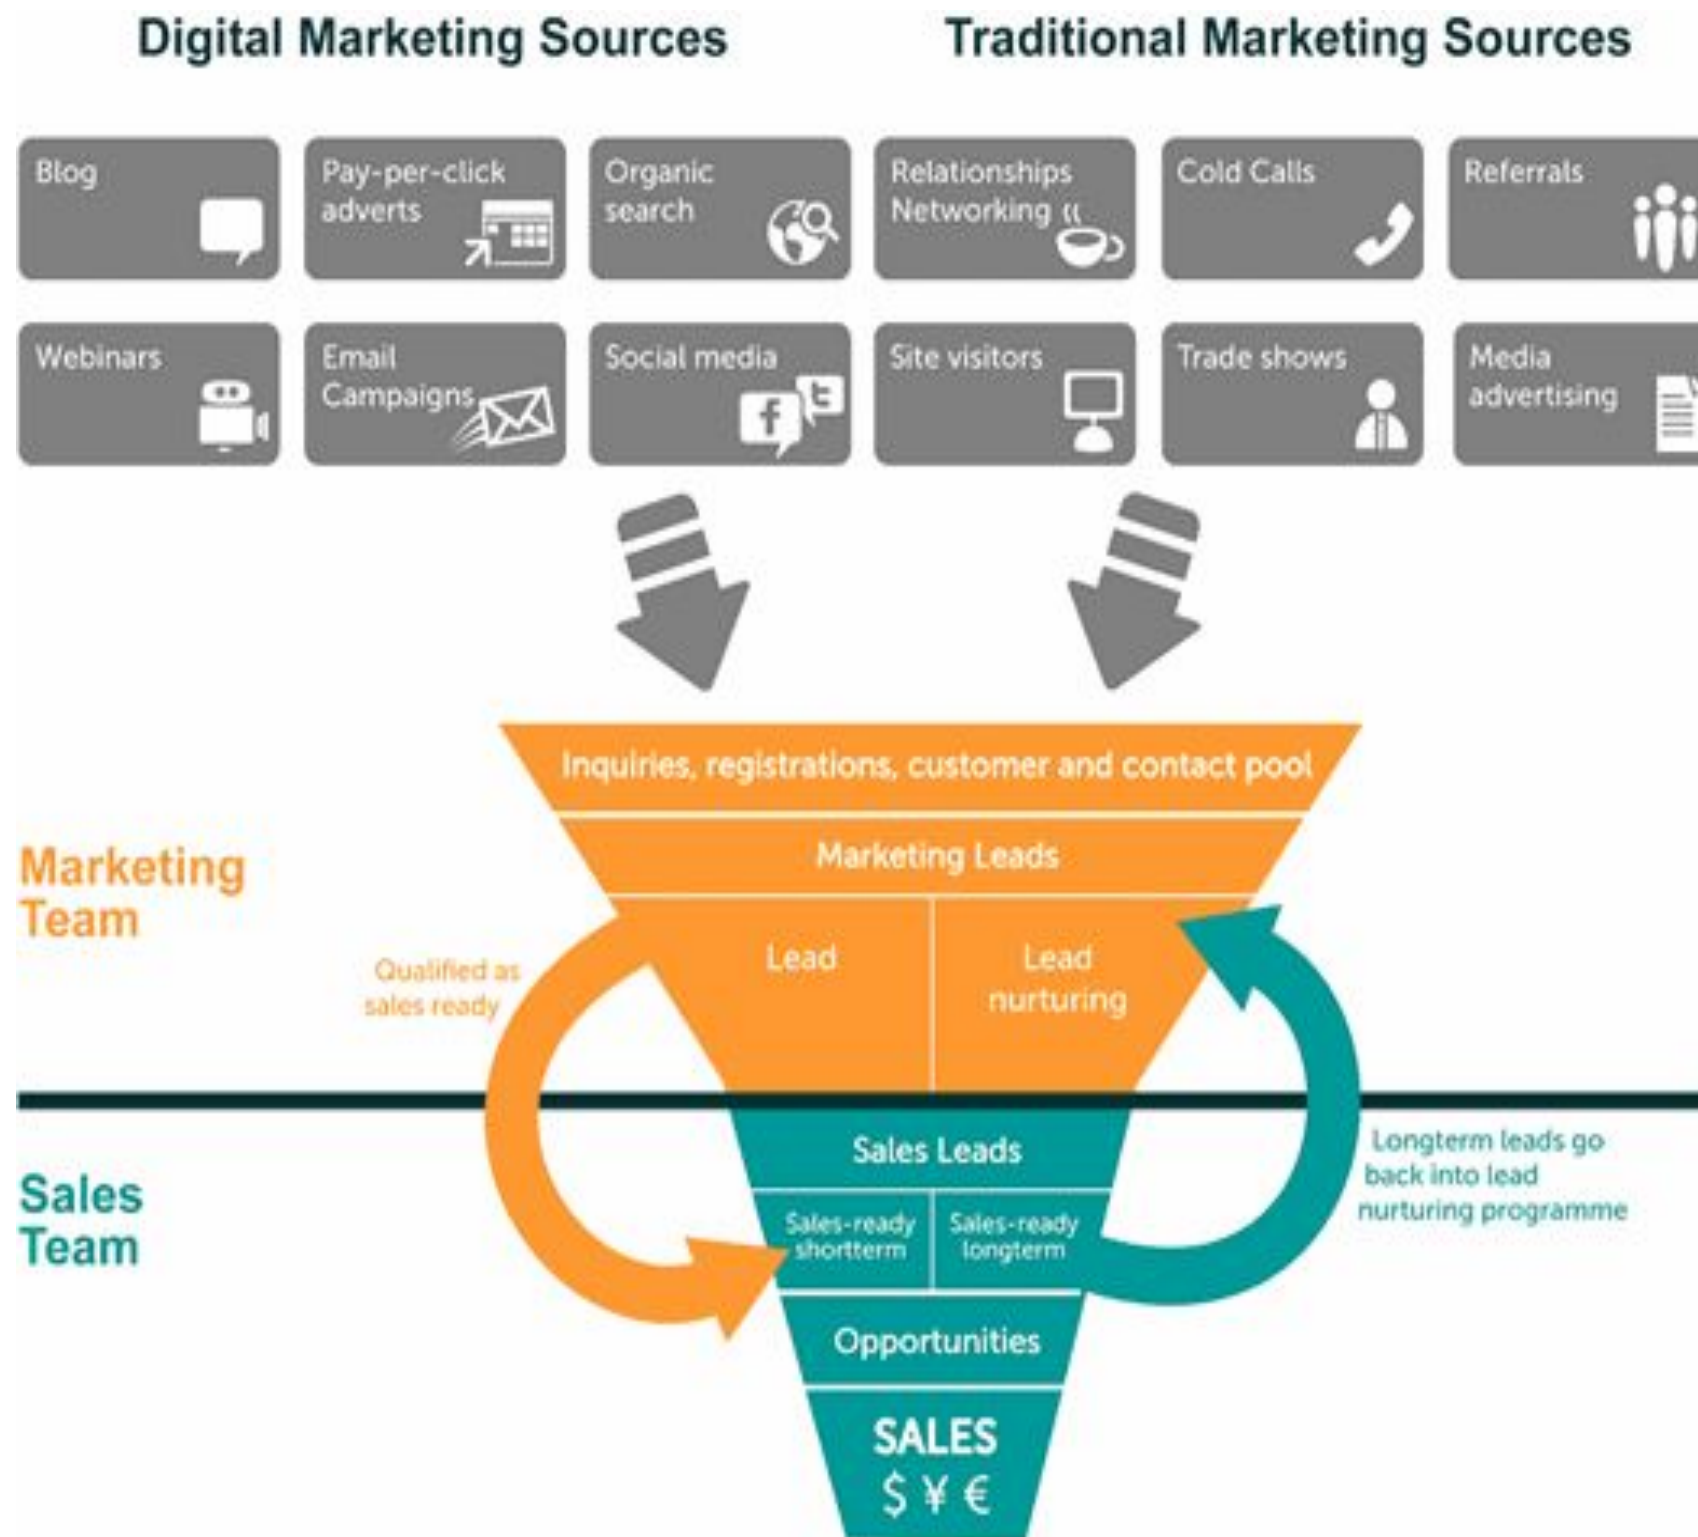 Digital Marketing Sources
Traditional Marketing Sources
Blog
Pay-per-click
adverts
Organic
search
Relationships
Networking
Cold Calls
Referrals
Webinars
Email
Campaigns
Social media
f
t
Site visitors
Trade shows
Media
advertising
Inquiries, registrations, customer and contact pool
Marketing Leads
Marketing
Team
Qualified as
sales ready
Lead
Lead
nurturing
Sales
Team
Sales Leads
Sales-ready
shortterm
Sales-ready
longterm
Longterm leads go
back into lead
nurturing programme
Opportunities
SALES
$ ¥ €